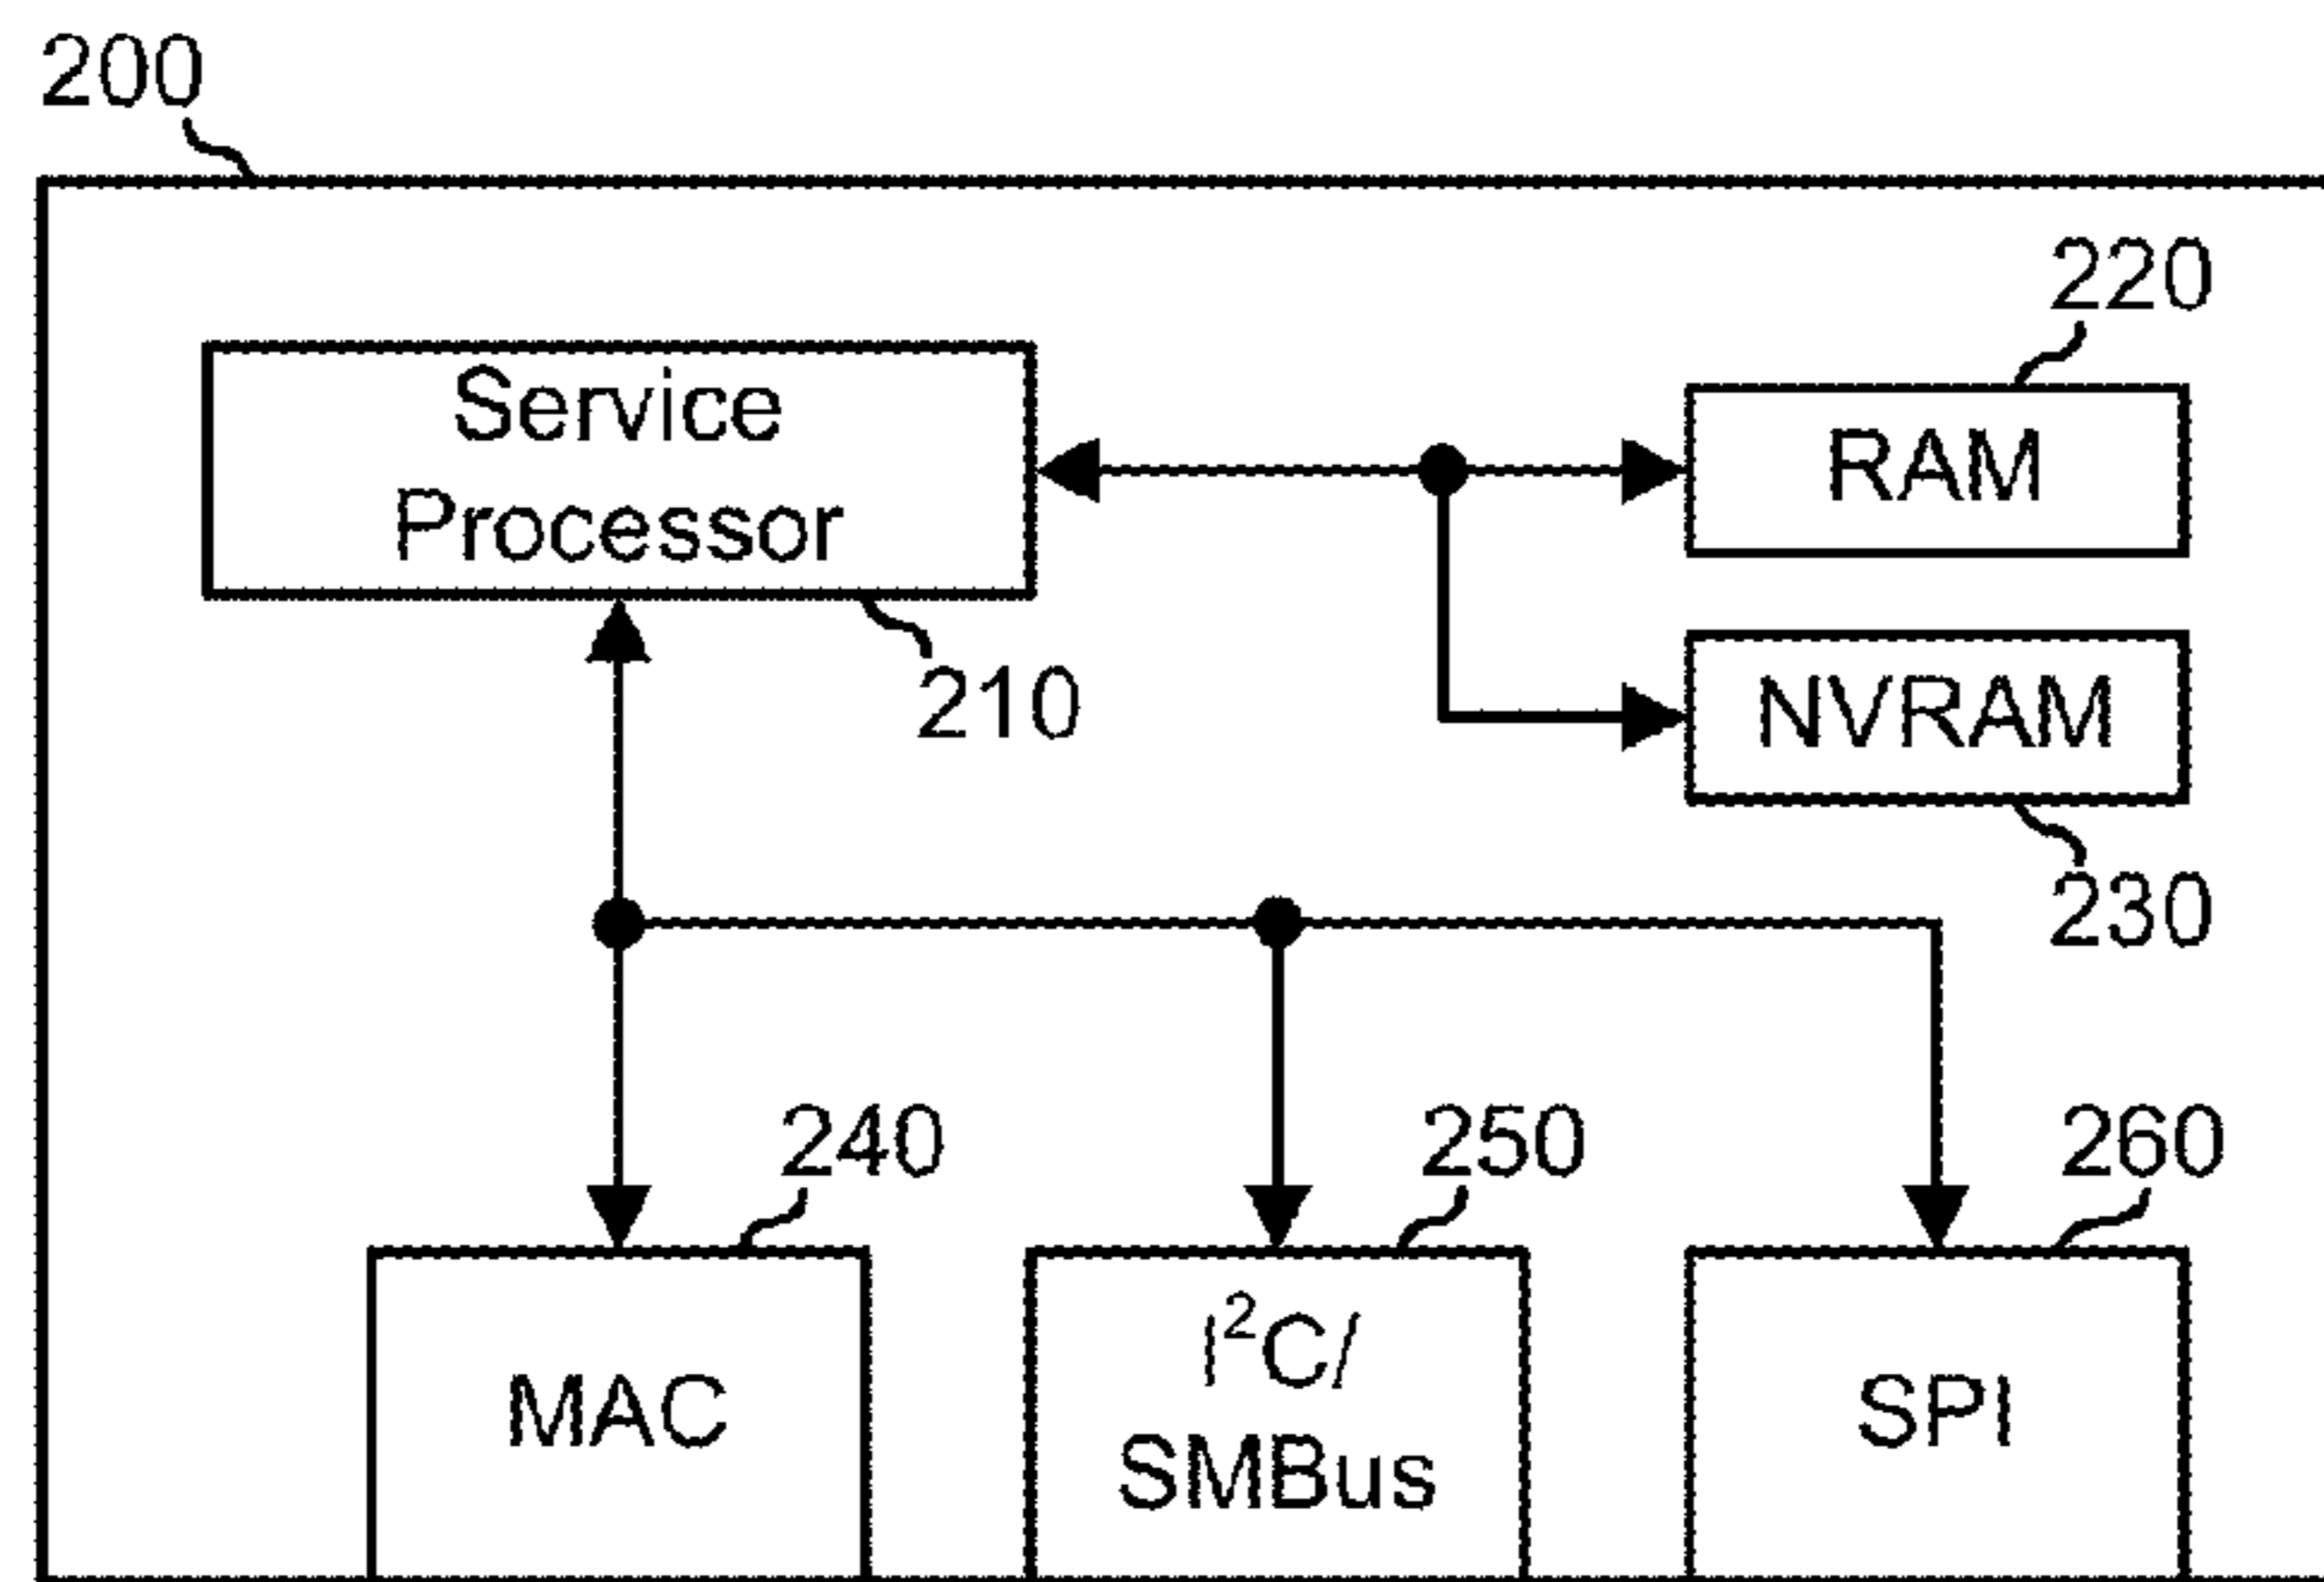 200
220
Service
Processor
RAM
210
NVRAM
230
240
250
260
MAC
I²C/
SMBus
SPI